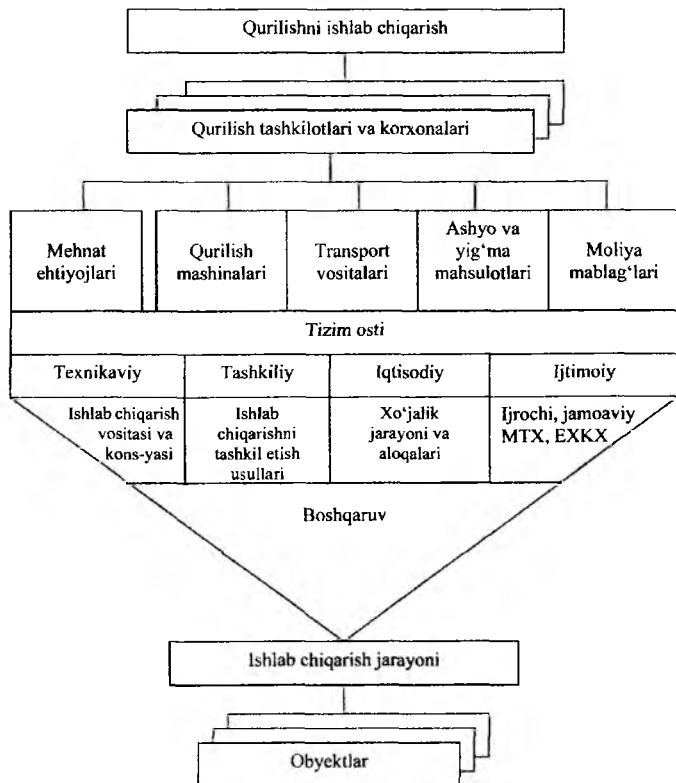 Qurilishni ishlab chiqarish
Qurilish tashkilotlari va korxonalari
Mehnat
ehtiyojlari
Qurilish
mashinalari
Transport
vositalari
Ashyo va
yig‘ma
mahsulotlari
Moliya
mablag‘lari
Tizim osti
Texnikaviy
Tashkiliy
Iqtisodiy
Ijtimoiy
Ishlab chiqarish
vositasi va
kons-yasi
Ishlab
chiqarishni
tashkil etish
usullari
Xo‘jalik
jarayoni va
aloqalari
Ijrochi, jamoaviy
MTX, EXKX
Boshqaruv
Ishlab chiqarish jarayoni
Obyektlar